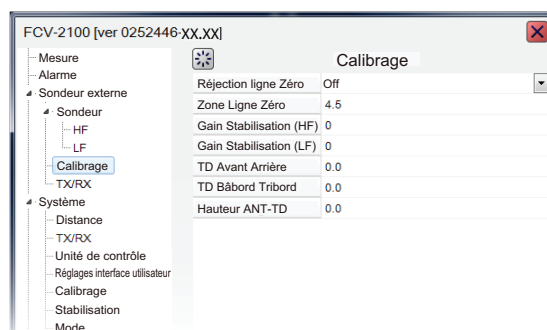 FCV-2100 [ver 0252446-XX.XX]
Mesure
Alarme
Sondeur externe
Sondeur
HF
LF
Calibrage
TX/RX
Système
Distance
TX/RX
Unité de contrôle
Réglages interface utilisateur
Calibrage
Stabilisation
Mode
Calibrage
Réjection ligne Zéro Off
Zone Ligne Zéro 4.5
Gain Stabilisation (HF) 0
Gain Stabilisation (LF) 0
TD Avant Arrière 0.0
TD Bâbord Tribord 0.0
Hauteur ANT-TD 0.0